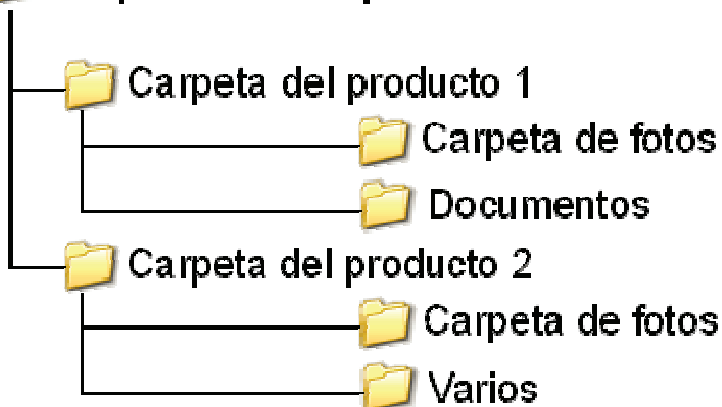 Carpeta del producto 1
Carpeta de fotos
Documentos
Carpeta del producto 2
Carpeta de fotos
Varios